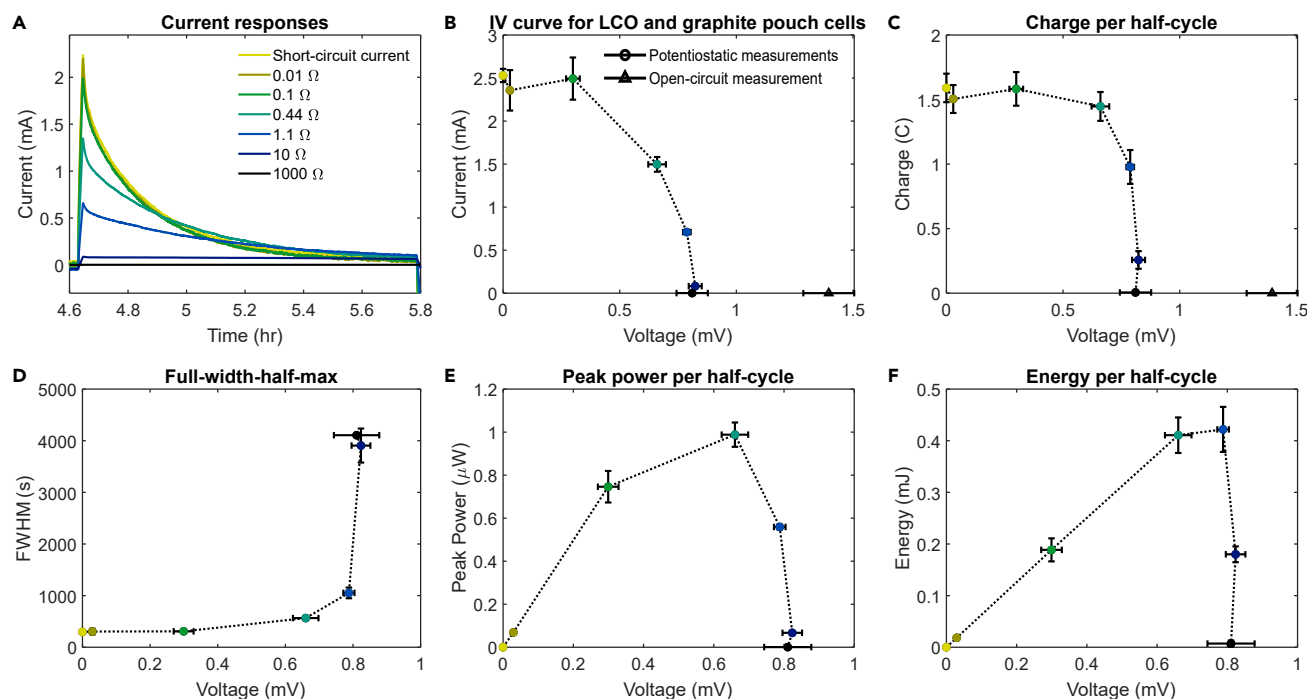 A
Current responses
Current (mA)
2
1.5
1
0.5
0
4.6
4.8
5
5.2
5.4
5.6
5.8
Time (hr)
Short-circuit current
0.01 Ω
0.1 Ω
0.44 Ω
1.1 Ω
10 Ω
1000 Ω
B
IV curve for LCO and graphite pouch cells
Current (mA)
3
2.5
2
1.5
1
0.5
0
0
0.5
1
1.5
Voltage (mV)
Potentiostatic measurements
Open-circuit measurement
C
Charge per half-cycle
Charge (C)
2
1.5
1
0.5
0
0
0.5
1
1.5
Voltage (mV)
D
Full-width-half-max
FWHM (s)
5000
4000
3000
2000
1000
0
0
0.2
0.4
0.6
0.8
1
Voltage (mV)
E
Peak power per half-cycle
Peak Power (μW)
1.2
1
0.8
0.6
0.4
0.2
0
0
0.2
0.4
0.6
0.8
1
Voltage (mV)
F
Energy per half-cycle
Energy (mJ)
0.5
0.4
0.3
0.2
0.1
0
0
0.2
0.4
0.6
0.8
1
Voltage (mV)